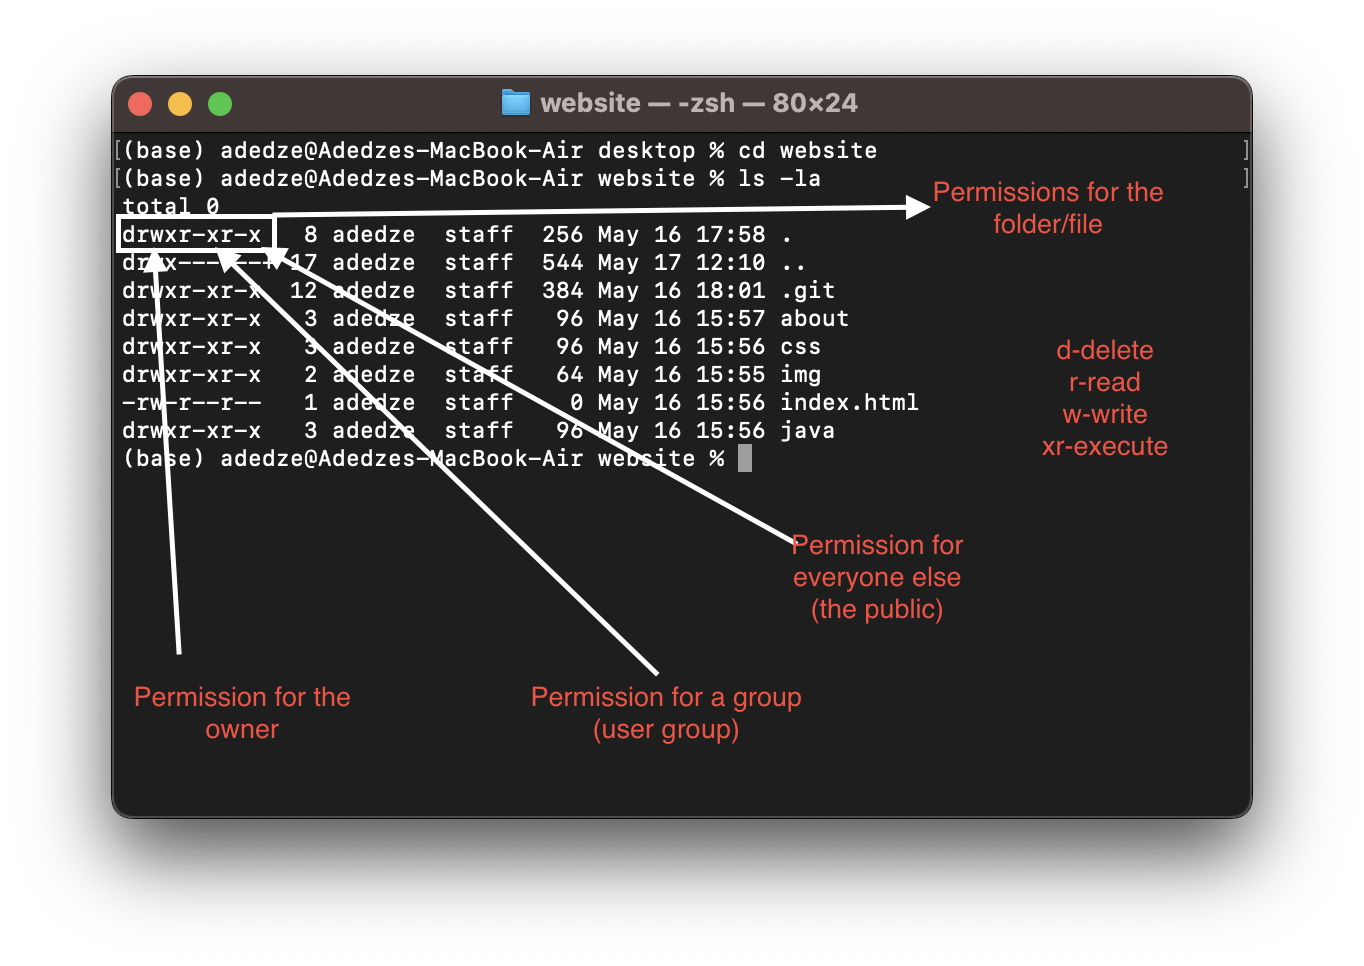 website — -zsh — 80×24
[(base) adedze@Adedzes-MacBook-Air desktop % cd website ]
[(base) adedze@Adedzes-MacBook-Air website % ls -la ]
total 0
drwxr-xr-x   8 adedze  staff  256 May 16 17:58 .
drwx------+ 17 adedze  staff  544 May 17 12:10 ..
drwxr-xr-x  12 adedze  staff  384 May 16 18:01 .git
drwxr-xr-x   3 adedze  staff   96 May 16 15:57 about
drwxr-xr-x   3 adedze  staff   96 May 16 15:56 css
drwxr-xr-x   2 adedze  staff   64 May 16 15:55 img
-rw-r--r--   1 adedze  staff    0 May 16 15:56 index.html
drwxr-xr-x   3 adedze  staff   96 May 16 15:56 java
(base) adedze@Adedzes-MacBook-Air website %
Permissions for the
folder/file
d-delete
r-read
w-write
xr-execute
Permission for
everyone else
(the public)
Permission for the
owner
Permission for a group
(user group)